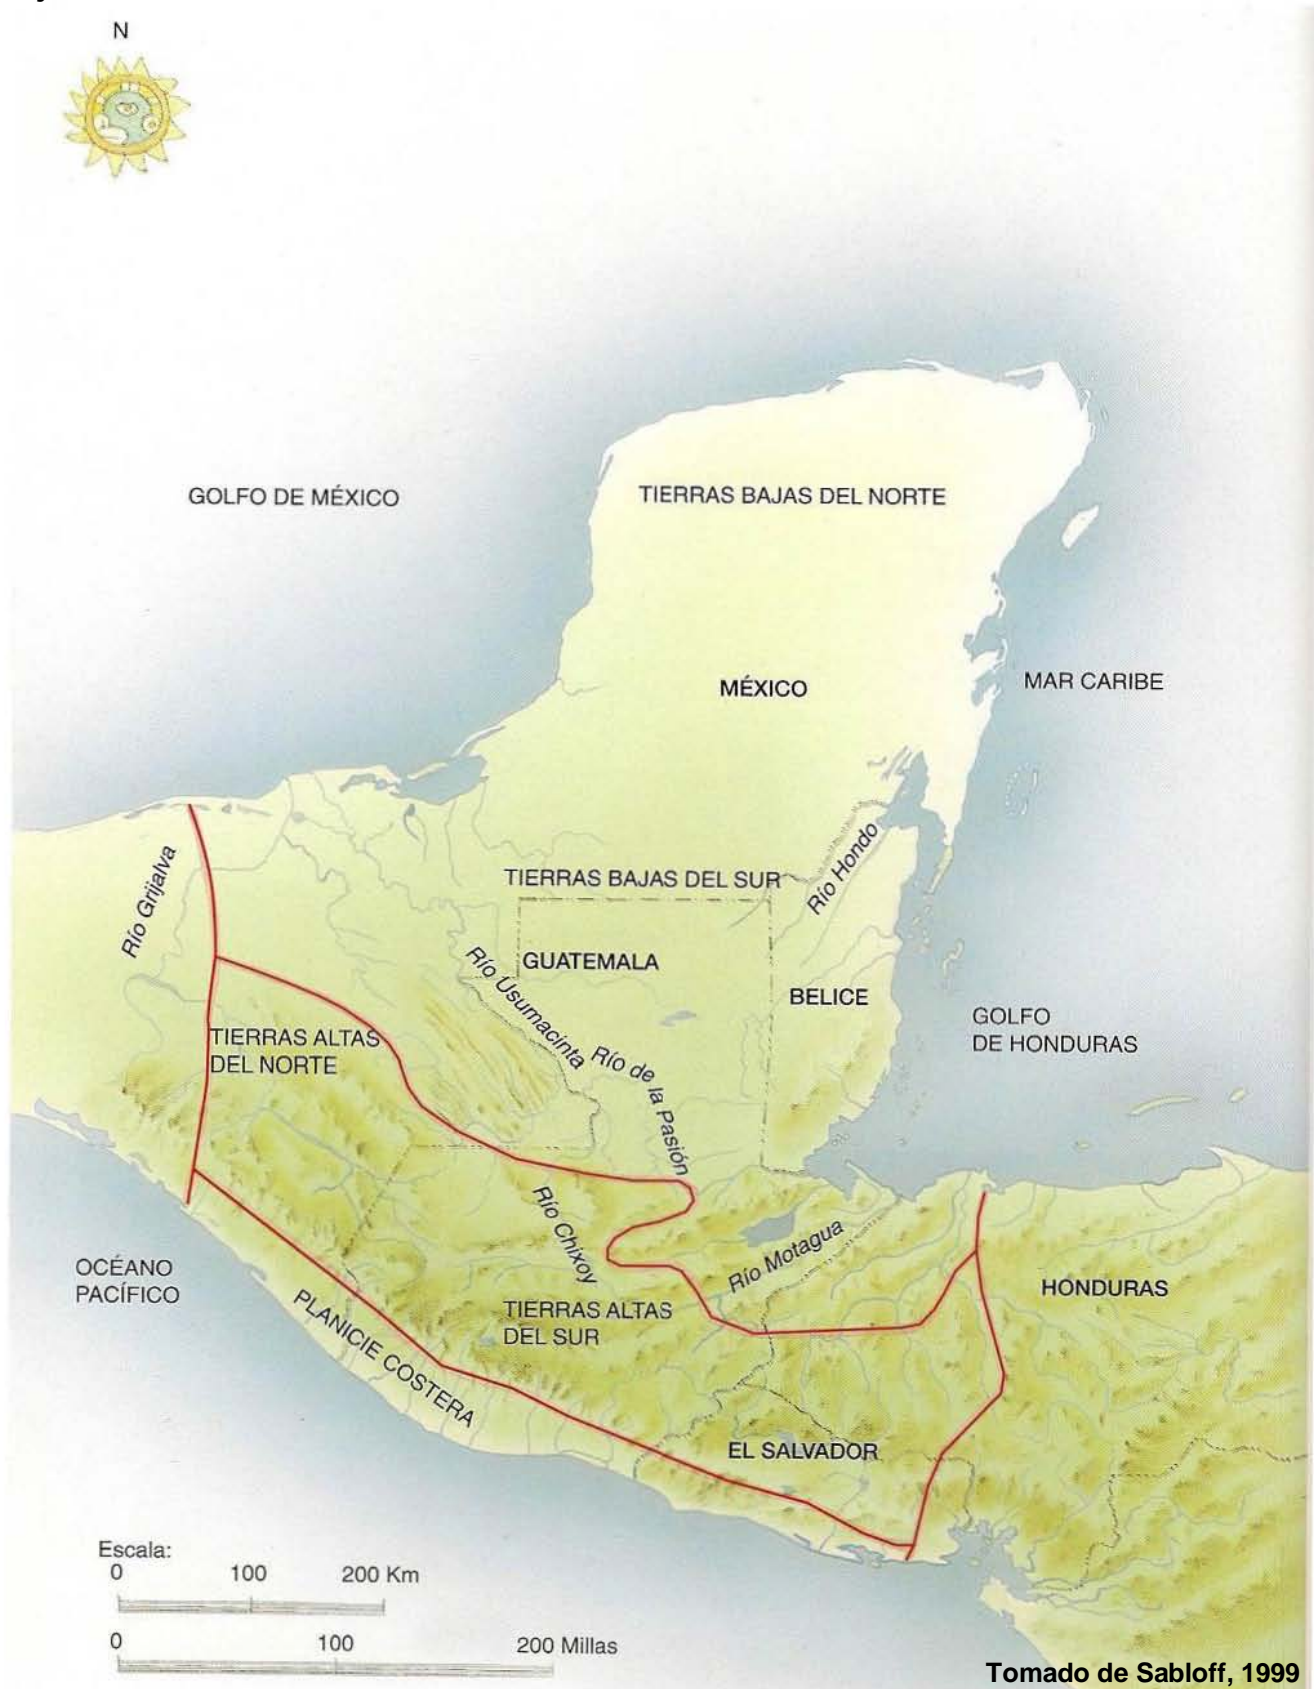 N
GOLFO DE MÉXICO
TIERRAS BAJAS DEL NORTE
MÉXICO
MAR CARIBE
Río Grijalva
Río Hondo
TIERRAS BAJAS DEL SUR
GUATEMALA
Río Usumacinta
BELICE
GOLFO
DE HONDURAS
TIERRAS ALTAS
DEL NORTE
Río de la Pasión
Río Chixoy
Río Motagua
OCÉANO
PACÍFICO
HONDURAS
PLANICIE COSTERA
TIERRAS ALTAS
DEL SUR
EL SALVADOR
Escala:
0 100 200 Km
0 100 200 Millas
Tomado de Sabloff, 1999